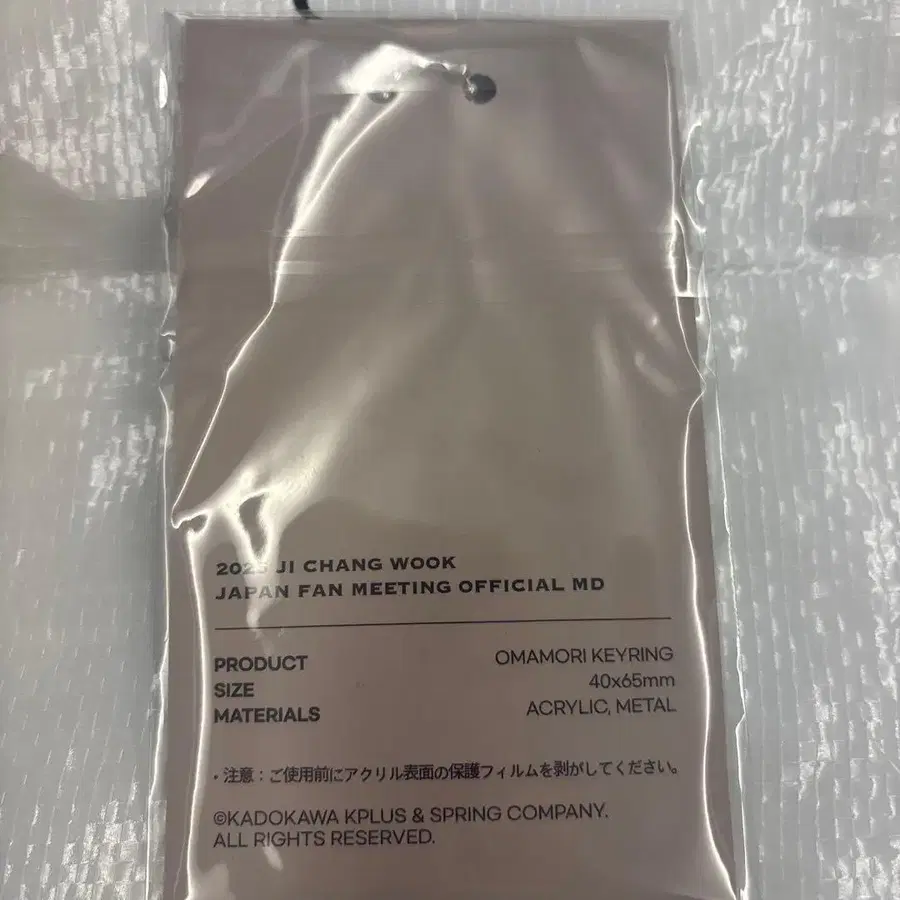 2025 JI CHANG WOOK
JAPAN FAN MEETING OFFICIAL MD
PRODUCT OMAMORI KEYRING
SIZE 40x65mm
MATERIALS ACRYLIC, METAL
・注意：ご使用前にアクリル表面の保護フィルムを剥がしてください。
©KADOKAWA KPLUS & SPRING COMPANY.
ALL RIGHTS RESERVED.